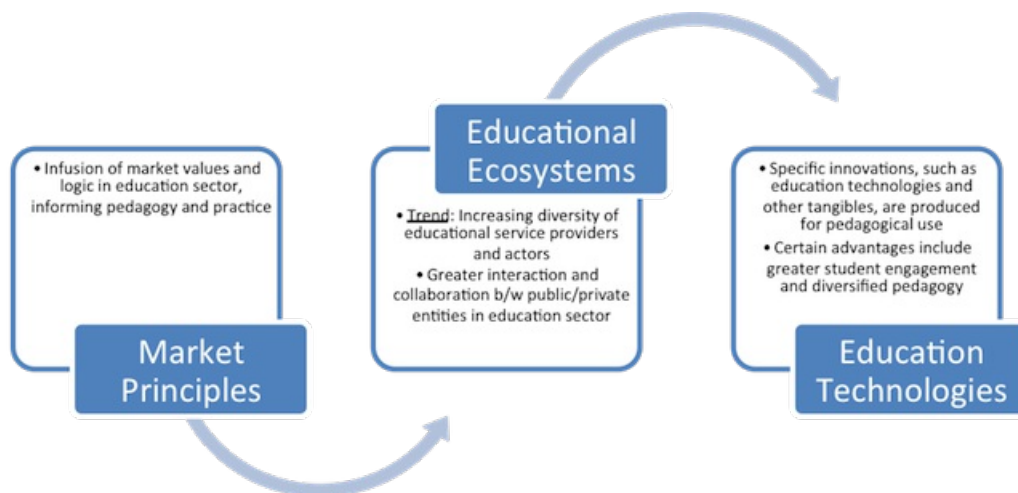 • Infusion of market values and
logic in education sector,
informing pedagogy and practice
Market
Principles
Educational
Ecosystems
• Trend: Increasing diversity of
educational service providers
and actors
• Greater interaction and
collaboration b/w public/private
entities in education sector
• Specific innovations, such as
education technologies and
other tangibles, are produced
for pedagogical use
• Certain advantages include
greater student engagement
and diversified pedagogy
Education
Technologies